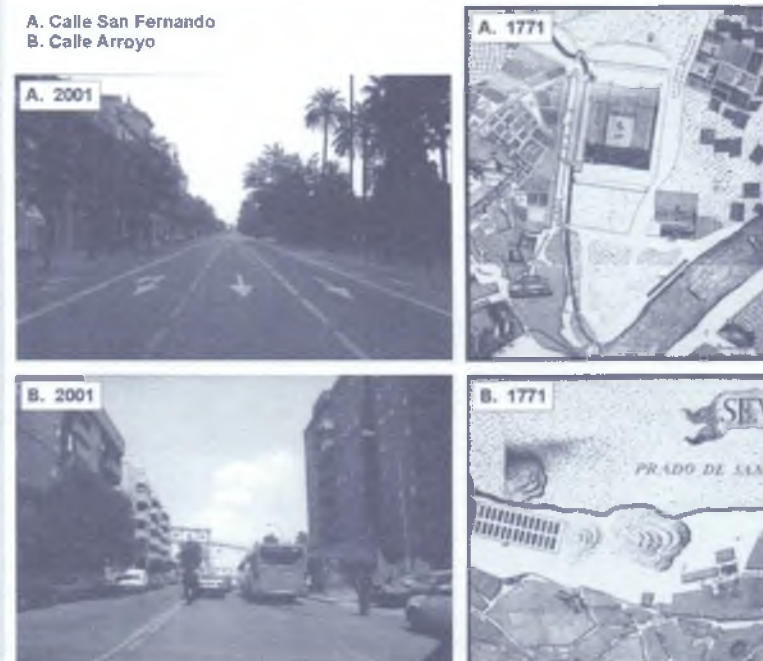 A. Calle San Fernando
B. Calle Arroyo
A. 2001
A. 1771
B. 2001
B. 1771
PRADO DE SAN